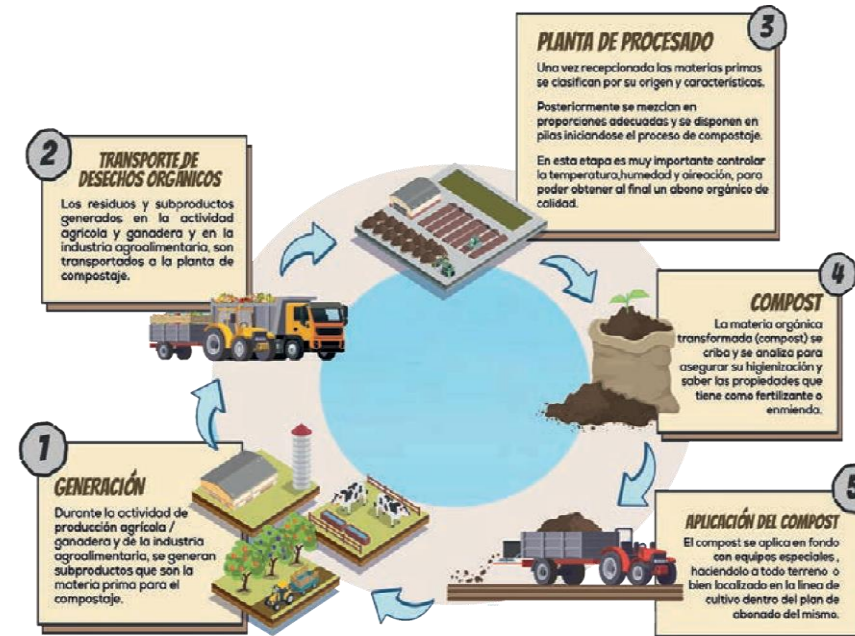 1
GENERACIÓN
Durante la actividad de
producción agrícola /
ganadera y de la industria
agroalimentaria, se generan
subproductos que son la
materia prima para el
compostaje.
2
TRANSPORTE DE
DESECHOS ORGÁNICOS
Los residuos y subproductos
generados en la actividad
agrícola y ganadera y en la
industria agroalimentaria, son
transportados a la planta de
compostaje.
3
PLANTA DE PROCESADO
Una vez recepcionada las materias primas
se clasifican por su origen y características.
Posteriormente se mezclan en
proporciones adecuadas y se disponen en
pilas iniciandose el proceso de compostaje.
En esta etapa es muy importante controlar
la temperatura,humedad y aireación, para
poder obtener al final un abono orgánico de
calidad.
4
COMPOST
La materia orgánica
transformada (compost) se
criba y se analiza para
asegurar su higienización y
saber las propiedades que
tiene como fertilizante o
enmienda.
5
APLICACIÓN DEL COMPOST
El compost se aplica en fondo
con equipos especiales ,
haciendolo a todo terreno o
bien localizado en la linea de
cultivo dentro del plan de
abonado del mismo.